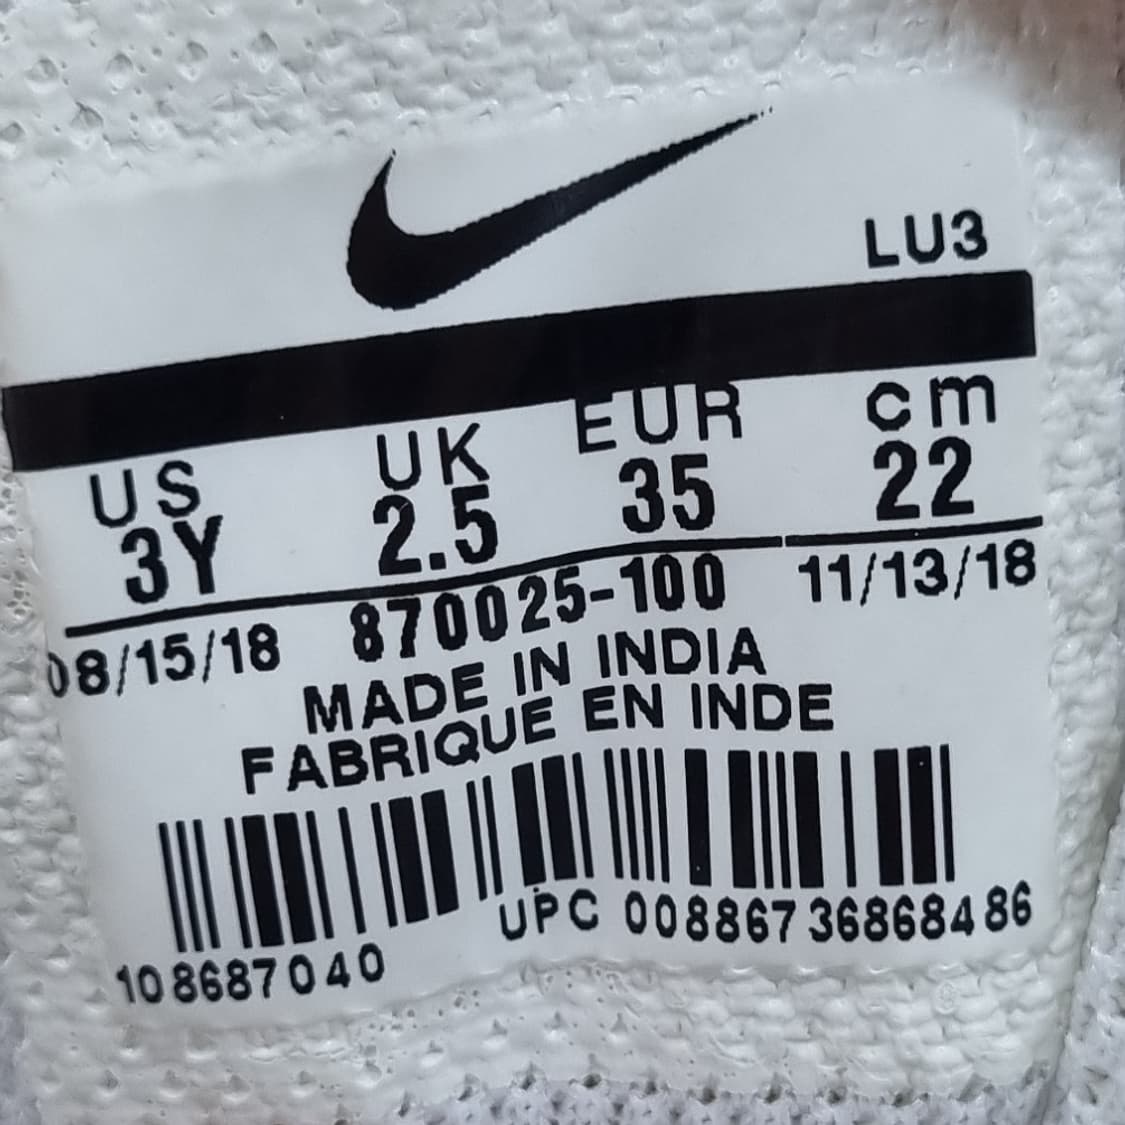 LU3
US UK EUR cm
3Y 2.5 35 22
08/15/18 870025-100 11/13/18
MADE IN INDIA
FABRIQUE EN INDE
UPC 00886736868486
108687040